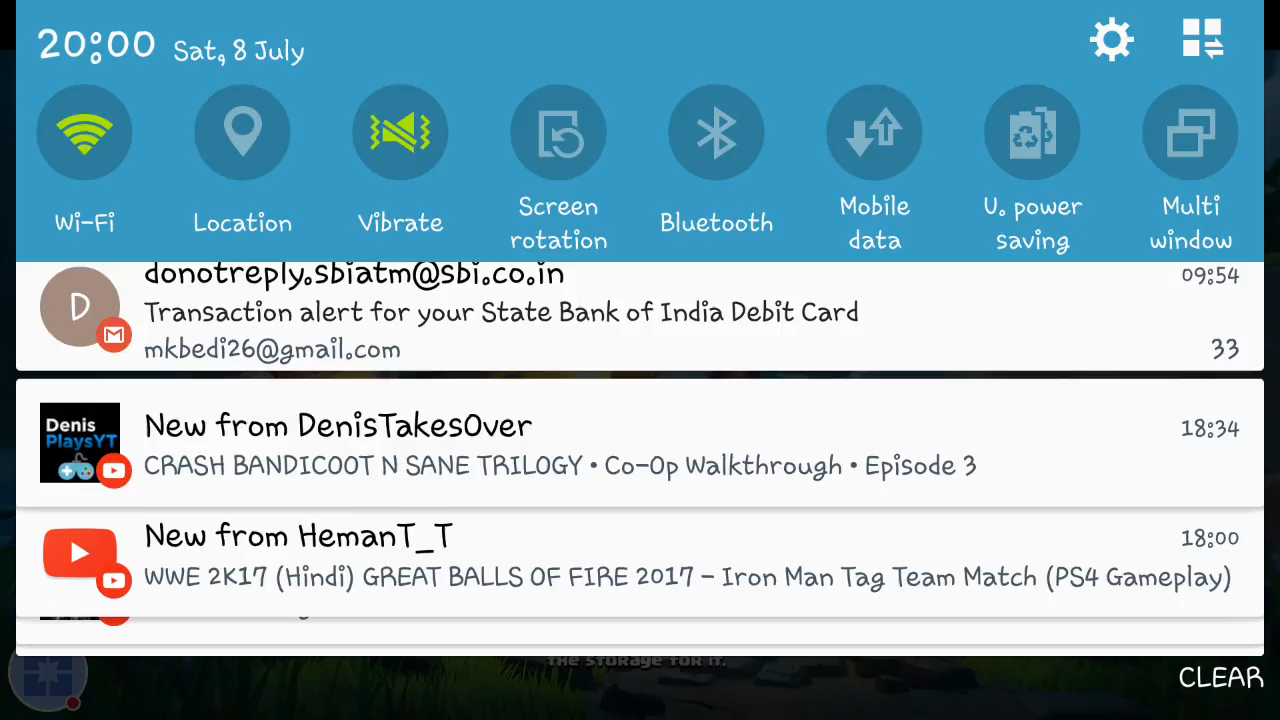 20:00 Sat, 8 July
Wi-Fi
Location
Vibrate
Screen
rotation
Bluetooth
Mobile
data
U. power
saving
Multi
window
donotreply.sbiatm@sbi.co.in 09:54
D
Transaction alert for your State Bank of India Debit Card
mkbedi26@gmail.com 33
Denis
PlaysYT
New from DenisTakesOver 18:34
CRASH BANDICOOT N SANE TRILOGY • Co-Op Walkthrough • Episode 3
New from HemanT_T 18:00
WWE 2K17 (Hindi) GREAT BALLS OF FIRE 2017 - Iron Man Tag Team Match (PS4 Gameplay)
THE STORAGE FOR IT.
CLEAR